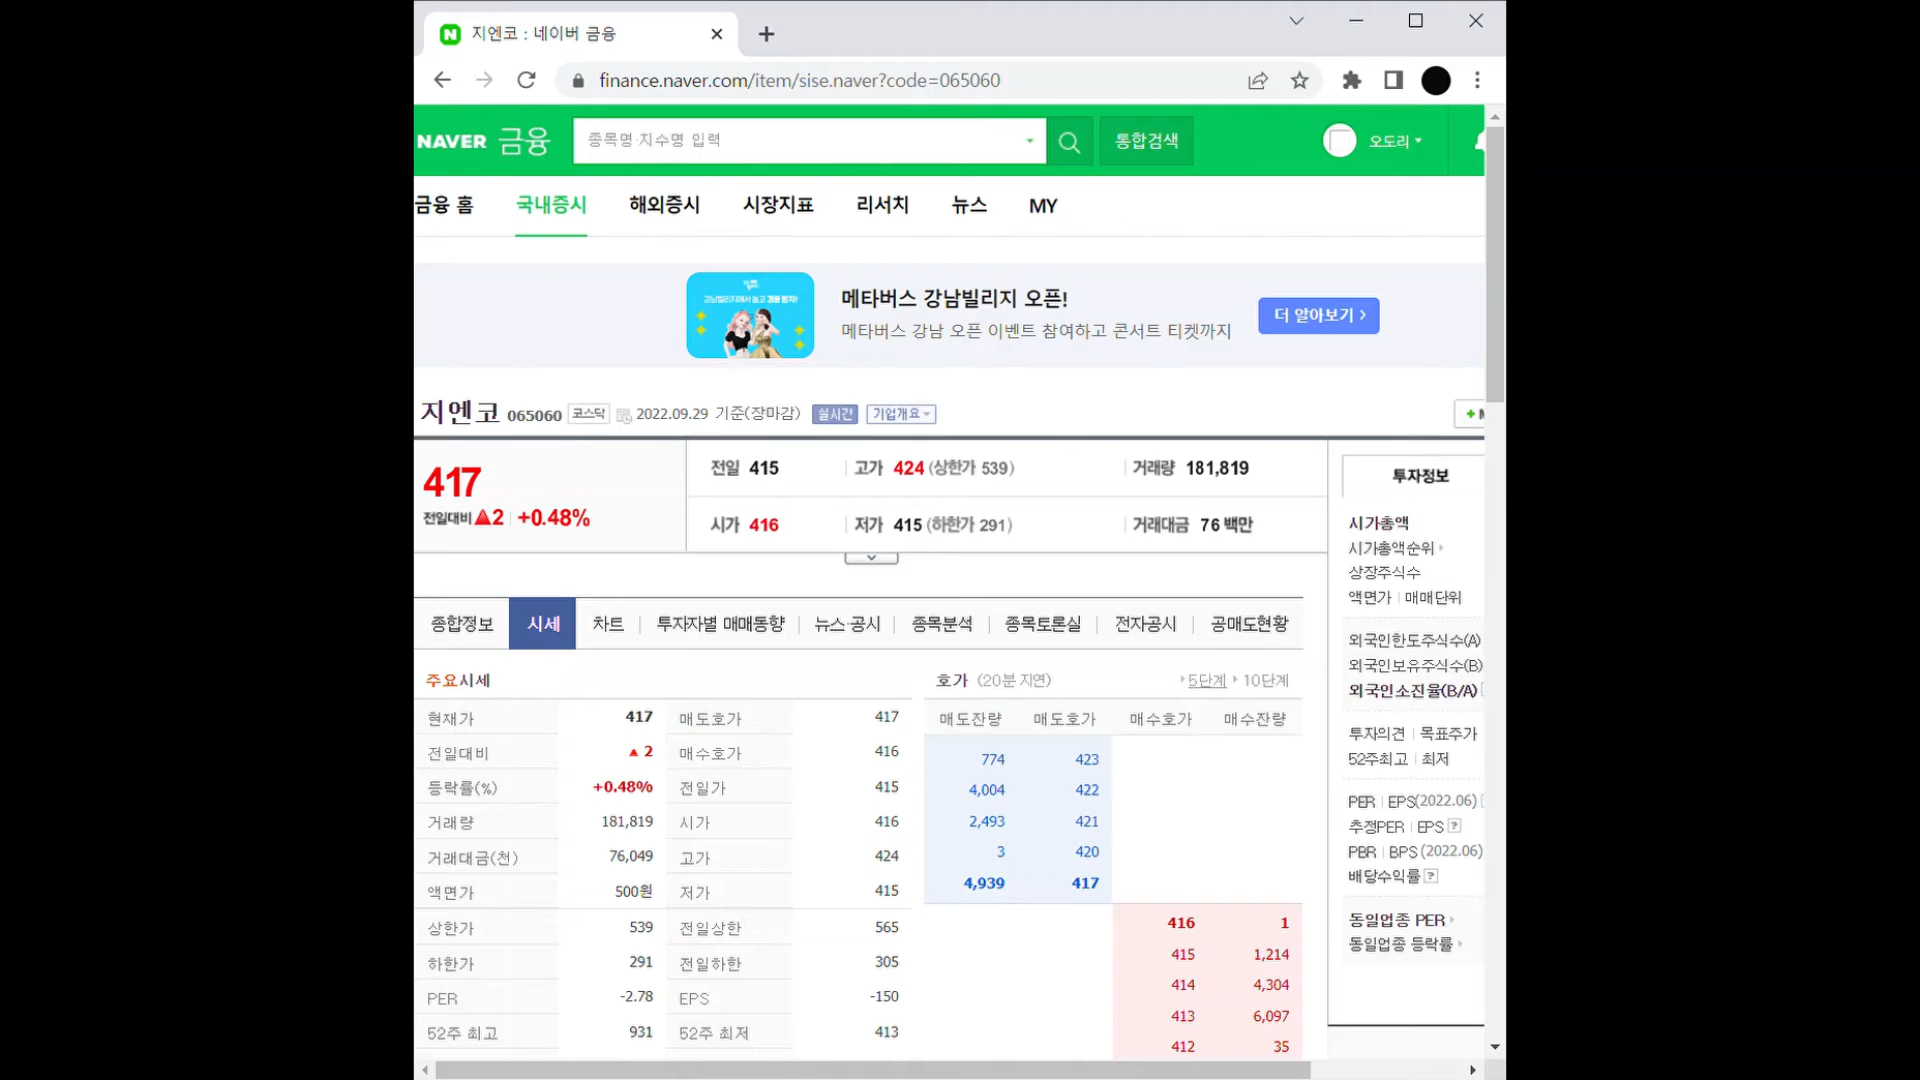 지엔코 : 네이버 금융
finance.naver.com/item/sise.naver?code=065060
NAVER 금융
종목명·지수명 입력
통합검색
오도리
금융 홈 국내증시 해외증시 시장지표 리서치 뉴스 MY
메타버스 강남빌리지 오픈!
메타버스 강남 오픈 이벤트 참여하고 콘서트 티켓까지
더 알아보기
지엔코 065060 코스닥 2022.09.29 기준(장마감) 실시간 기업개요
417
전일대비 ▲2 +0.48%
전일 415 고가 424 (상한가 539) 거래량 181,819
시가 416 저가 415 (하한가 291) 거래대금 76 백만
종합정보 시세 차트 투자자별 매매동향 뉴스·공시 종목분석 종목토론실 전자공시 공매도현황
주요시세
현재가 417 매도호가 417
전일대비 ▲ 2 매수호가 416
등락률(%) +0.48% 전일가 415
거래량 181,819 시가 416
거래대금(천) 76,049 고가 424
액면가 500원 저가 415
상한가 539 전일상한 565
하한가 291 전일하한 305
PER -2.78 EPS -150
52주 최고 931 52주 최저 413
호가 (20분 지연) 5단계 10단계
매도잔량 매도호가 매수호가 매수잔량
774 423
4,004 422
2,493 421
3 420
4,939 417
416 1
415 1,214
414 4,304
413 6,097
412 35
투자정보
시가총액
시가총액순위
상장주식수
액면가 | 매매단위
외국인한도주식수(A)
외국인보유주식수(B)
외국인소진율(B/A)
투자의견 | 목표주가
52주최고 | 최저
PER | EPS(2022.06)
추정PER | EPS ?
PBR | BPS (2022.06)
배당수익률 ?
동일업종 PER
동일업종 등락률